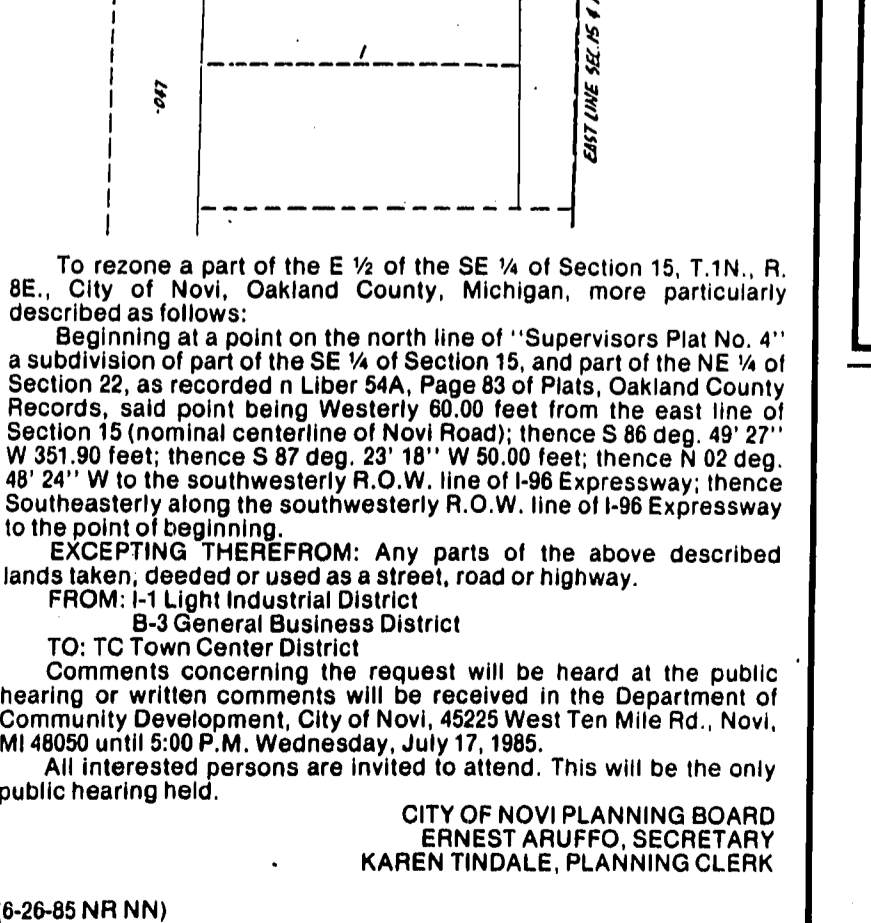 EAST LINE SEC. 15 &
-047
1
To rezone a part of the E ½ of the SE ¼ of Section 15, T.1N., R.
8E., City of Novi, Oakland County, Michigan, more particularly
described as follows:
Beginning at a point on the north line of ''Supervisors Plat No. 4''
a subdivision of part of the SE ¼ of Section 15, and part of the NE ¼ of
Section 22, as recorded n Liber 54A, Page 83 of Plats, Oakland County
Records, said point being Westerly 60.00 feet from the east line of
Section 15 (nominal centerline of Novi Road); thence S 86 deg. 49' 27''
W 351.90 feet; thence S 87 deg. 23' 18'' W 50.00 feet; thence N 02 deg.
48' 24'' W to the southwesterly R.O.W. line of I-96 Expressway; thence
Southeasterly along the southwesterly R.O.W. line of I-96 Expressway
to the point of beginning.
EXCEPTING THEREFROM: Any parts of the above described
lands taken, deeded or used as a street, road or highway.
FROM: I-1 Light Industrial District
B-3 General Business District
TO: TC Town Center District
Comments concerning the request will be heard at the public
hearing or written comments will be received in the Department of
Community Development, City of Novi, 45225 West Ten Mile Rd., Novi,
MI 48050 until 5:00 P.M. Wednesday, July 17, 1985.
All interested persons are invited to attend. This will be the only
public hearing held.
CITY OF NOVI PLANNING BOARD
ERNEST ARUFFO, SECRETARY
KAREN TINDALE, PLANNING CLERK
(6-26-85 NR NN)